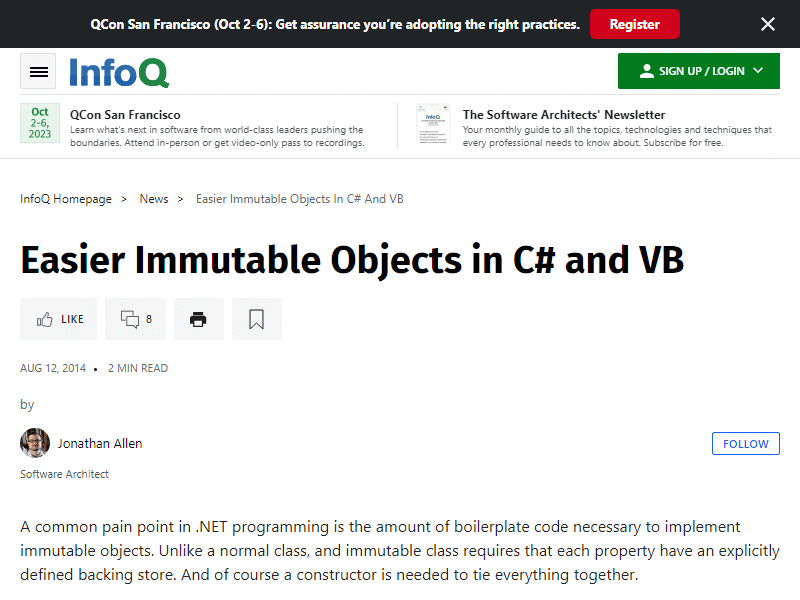 QCon San Francisco (Oct 2-6): Get assurance you're adopting the right practices.
Register
InfoQ
SIGN UP / LOGIN
Oct
2-6,
2023
QCon San Francisco
Learn what's next in software from world-class leaders pushing the
boundaries. Attend in-person or get video-only pass to recordings.
InfoQ
The Software Architects' Newsletter
Your monthly guide to all the topics, technologies and techniques that
every professional needs to know about. Subscribe for free.
InfoQ Homepage > News > Easier Immutable Objects In C# And VB
Easier Immutable Objects in C# and VB
LIKE
8
AUG 12, 2014 • 2 MIN READ
by
Jonathan Allen
FOLLOW
Software Architect
A common pain point in .NET programming is the amount of boilerplate code necessary to implement
immutable objects. Unlike a normal class, and immutable class requires that each property have an explicitly
defined backing store. And of course a constructor is needed to tie everything together.